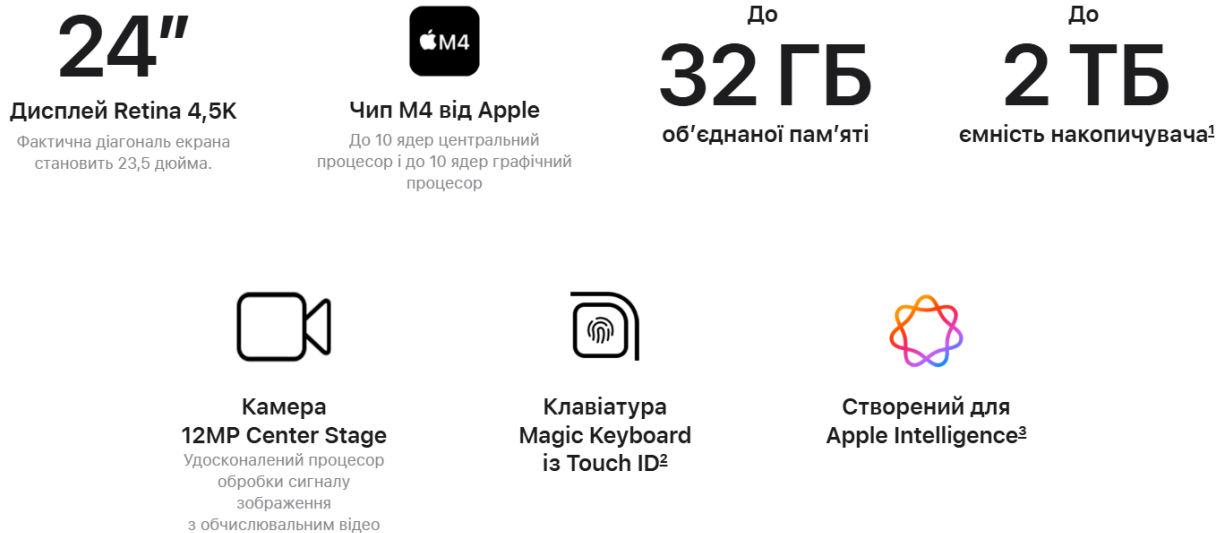 24″
Дисплей Retina 4,5K
Фактична діагональ екрана
становить 23,5 дюйма.
M4
Чип M4 від Apple
До 10 ядер центральний
процесор і до 10 ядер графічний
процесор
До
32 ГБ
об’єднаної пам’яті
До
2 ТБ
ємність накопичувача¹
Камера
12MP Center Stage
Удосконалений процесор
обробки сигналу
зображення
з обчислювальним відео
Клавіатура
Magic Keyboard
із Touch ID²
Створений для
Apple Intelligence³